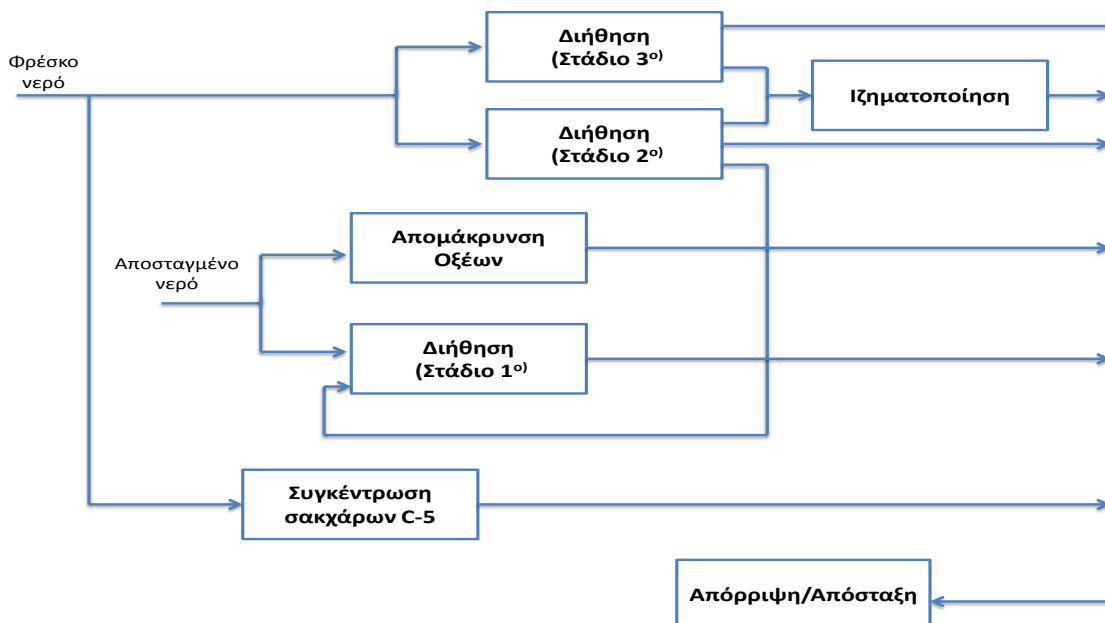 Διήθηση
(Στάδιο 3ο)
Φρέσκο
νερό
Ιζηματοποίηση
Διήθηση
(Στάδιο 2ο)
Απομάκρυνση
Οξέων
Αποσταγμένο
νερό
Διήθηση
(Στάδιο 1ο)
Συγκέντρωση
σακχάρων C-5
Απόρριψη/Απόσταξη